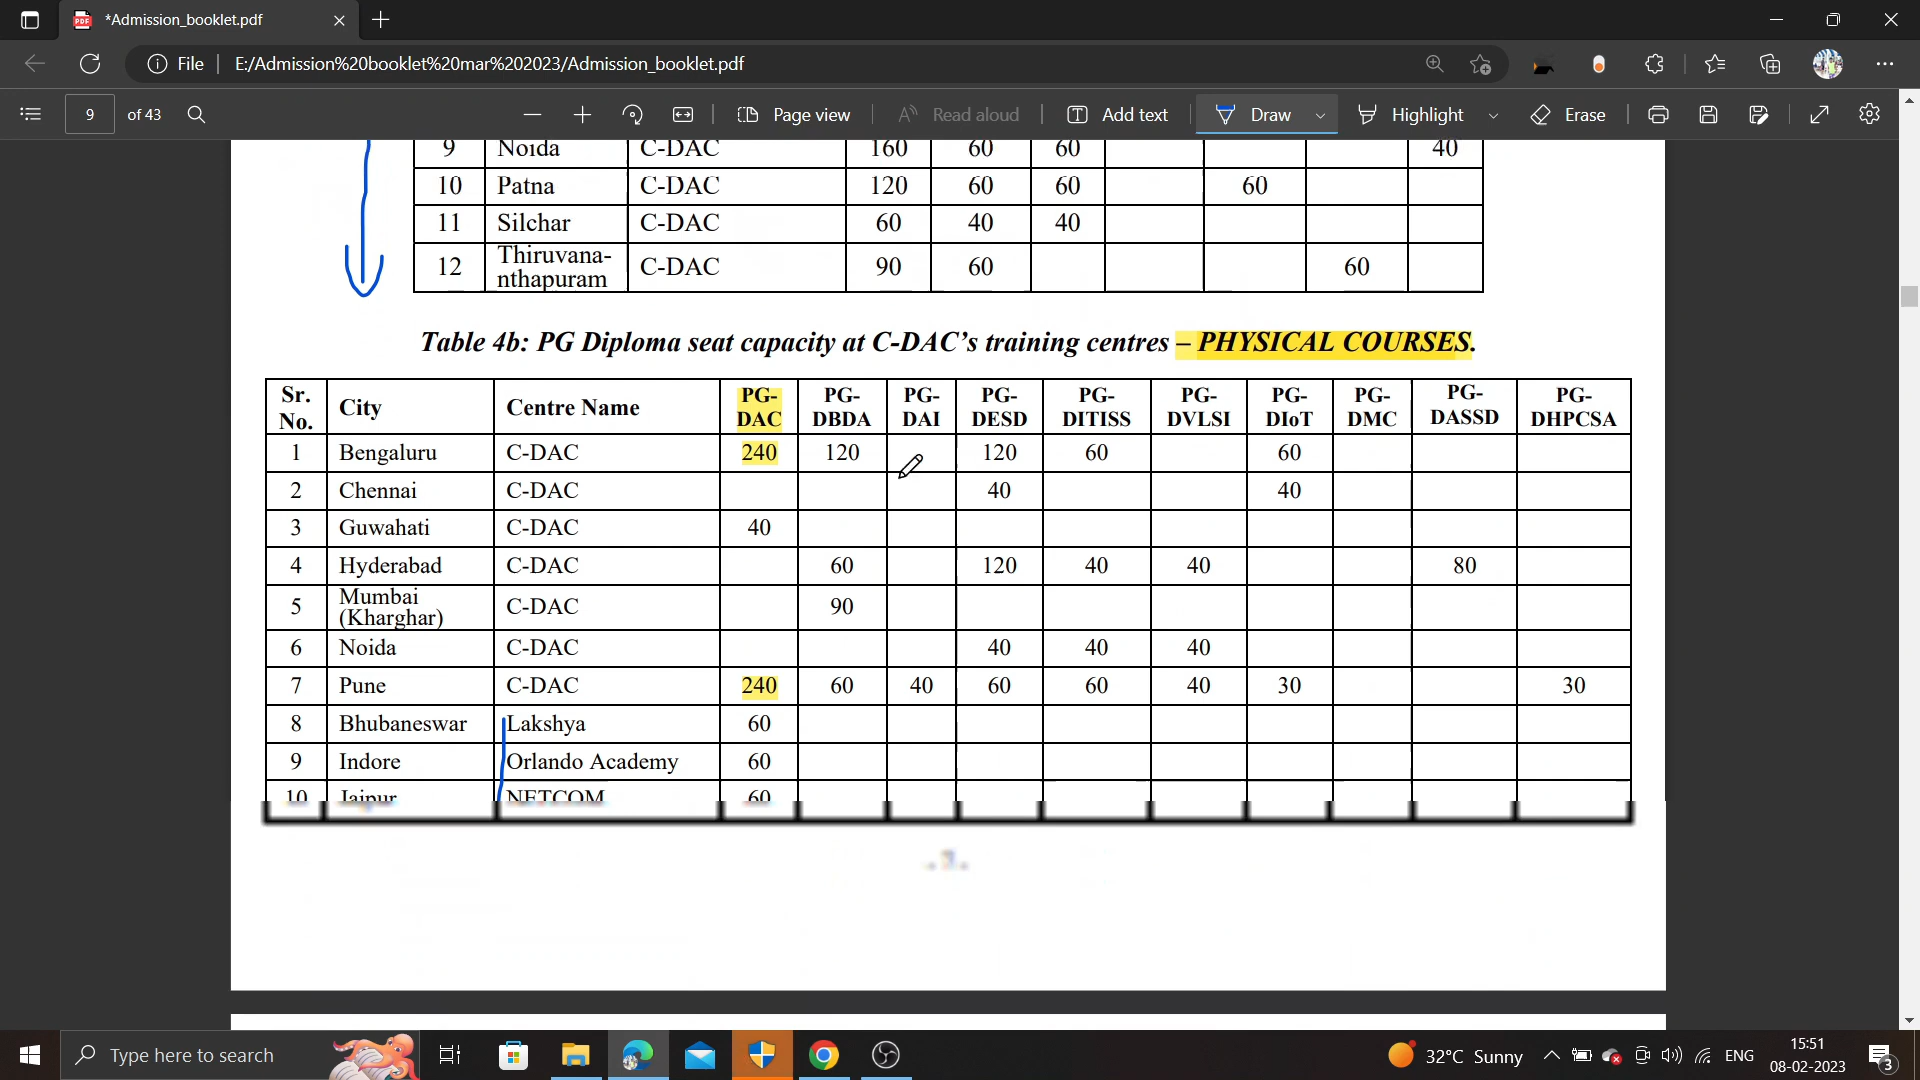 *Admission_booklet.pdf
File E:/Admission%20booklet%20mar%202023/Admission_booklet.pdf
9 of 43 Page view Read aloud Add text Draw Highlight Erase
9 Noida C-DAC 160 60 60 40
10 Patna C-DAC 120 60 60 60
11 Silchar C-DAC 60 40 40
12 Thiruvana-nthapuram C-DAC 90 60 60
Table 4b: PG Diploma seat capacity at C-DAC’s training centres – PHYSICAL COURSES.
Sr. No. City Centre Name PG-DAC PG-DBDA PG-DAI PG-DESD PG-DITISS PG-DVLSI PG-DIoT PG-DMC PG-DASSD PG-DHPCSA
1 Bengaluru C-DAC 240 120 120 60 60
2 Chennai C-DAC 40 40
3 Guwahati C-DAC 40
4 Hyderabad C-DAC 60 120 40 40 80
5 Mumbai (Kharghar) C-DAC 90
6 Noida C-DAC 40 40 40
7 Pune C-DAC 240 60 40 60 60 40 30 30
8 Bhubaneswar Lakshya 60
9 Indore Orlando Academy 60
10 Jaipur NETCOM 60
Type here to search
32°C Sunny ENG 15:51
08-02-2023
3